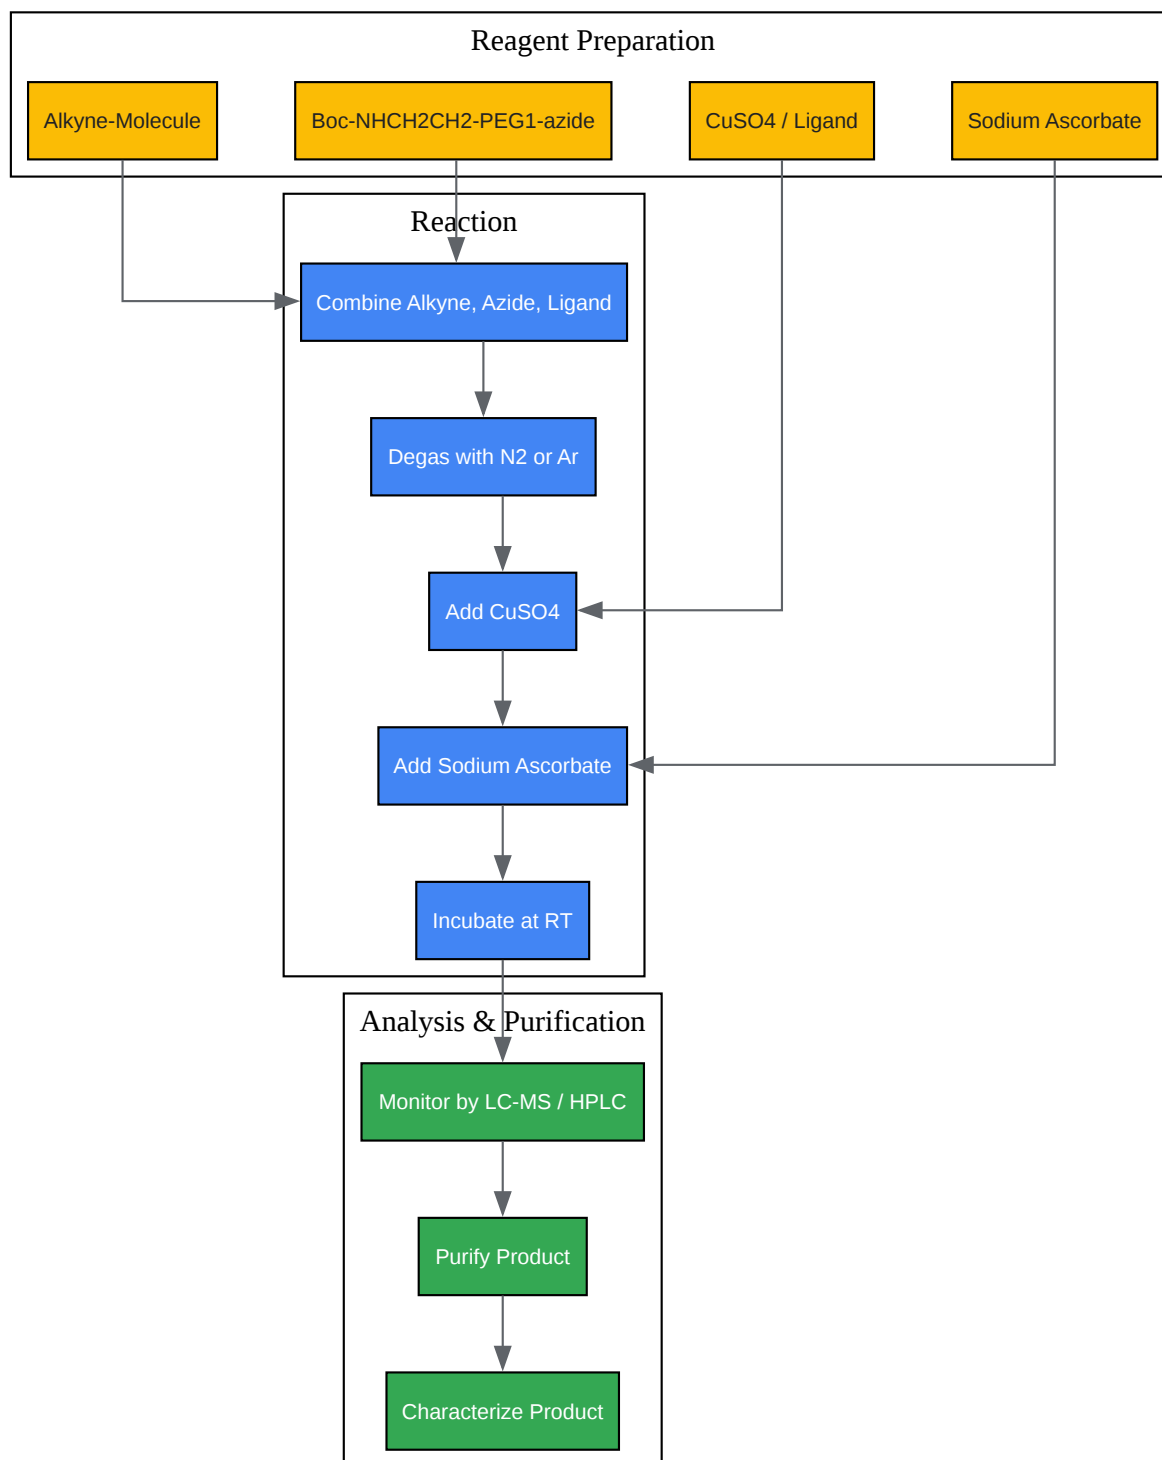 Reagent Preparation
Alkyne-Molecule
Boc-NHCH2CH2-PEG1-azide
CuSO4 / Ligand
Sodium Ascorbate
Reaction
Combine Alkyne, Azide, Ligand
Degas with N2 or Ar
Add CuSO4
Add Sodium Ascorbate
Incubate at RT
Analysis & Purification
Monitor by LC-MS / HPLC
Purify Product
Characterize Product